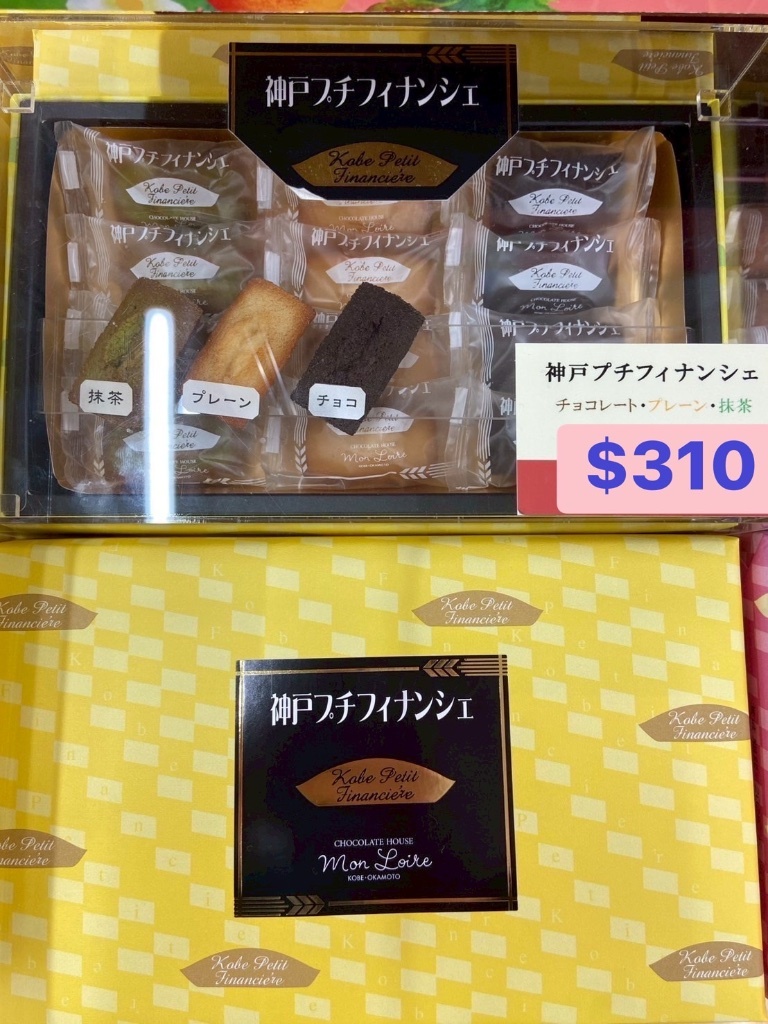 神戸プチフィナンシェ
Kobe Petit
Financière
神戸プチフィナンシェ
Kobe Petit
Financière
CHOCOLATE HOUSE
神戸プチフィナンシェ
Kobe Petit
Financière
神戸プチフィナンシェ
Kobe Petit
Financière
神戸プチフィナンシェ
Kobe Petit
Financière
神戸プチフィナンシェ
Kobe Petit
Financière
CHOCOLATE HOUSE
Mon Loire
抹茶
プレーン
チョコ
CHOCOLATE HOUSE
Mon Loire
神戸プチフィナンシェ
チョコレート・プレーン・抹茶
$310
Kobe Petit
Financière
Kobe Petit
Financière
神戸プチフィナンシェ
Kobe Petit
Financière
CHOCOLATE HOUSE
Mon Loire
KOBE-OKAMOTO
Kobe Petit
Financière
Kobe Petit
Financière
Kobe Petit
Financière